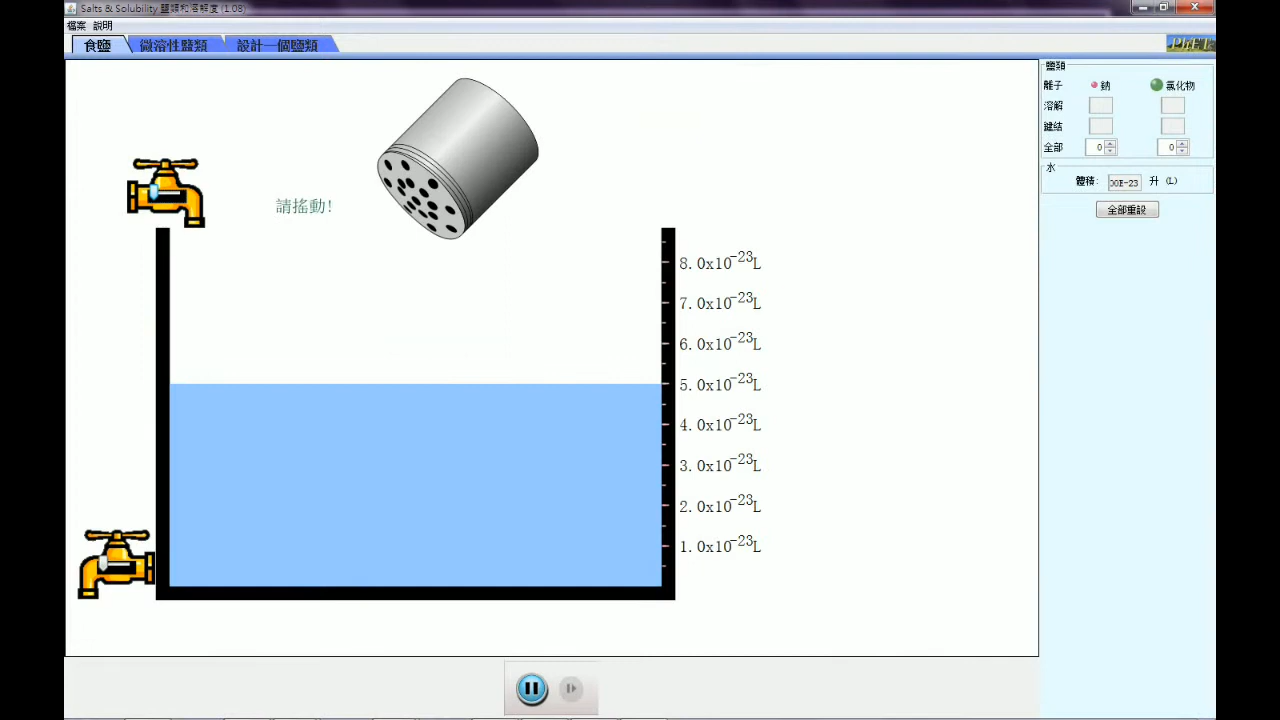 Salts & Solubility 鹽類和溶解度 (1.08)
檔案 說明
食鹽 微溶性鹽類 設計一個鹽類
PhET
鹽類
離子 鈉 氯化物
溶解
鍵結
全部 0 0
水
體積: 00E-23 升 (L)
全部重設
請搖動!
8.0x10⁻²³L
7.0x10⁻²³L
6.0x10⁻²³L
5.0x10⁻²³L
4.0x10⁻²³L
3.0x10⁻²³L
2.0x10⁻²³L
1.0x10⁻²³L